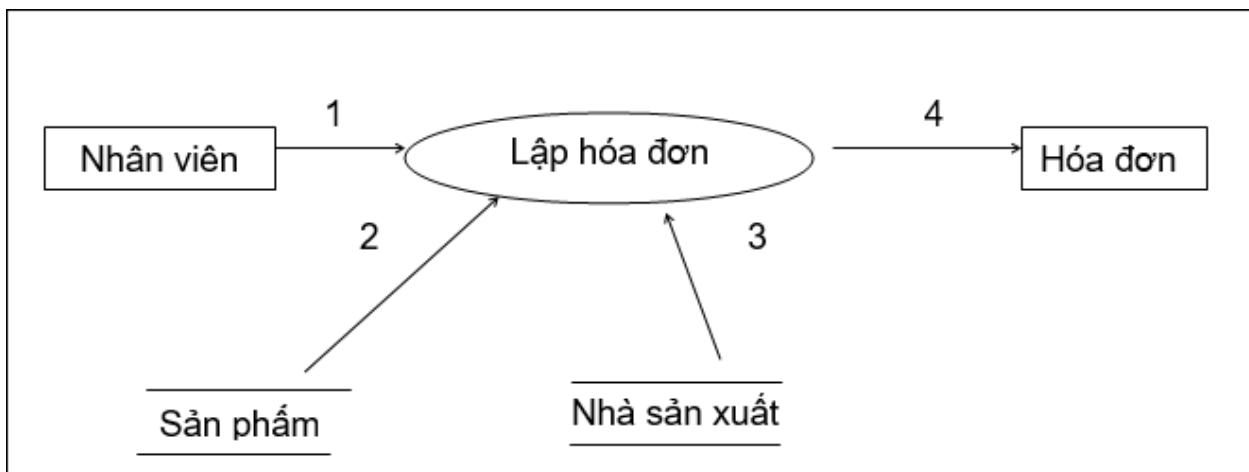 1
4
Nhân viên
Lập hóa đơn
Hóa đơn
2
3
Sản phẩm
Nhà sản xuất